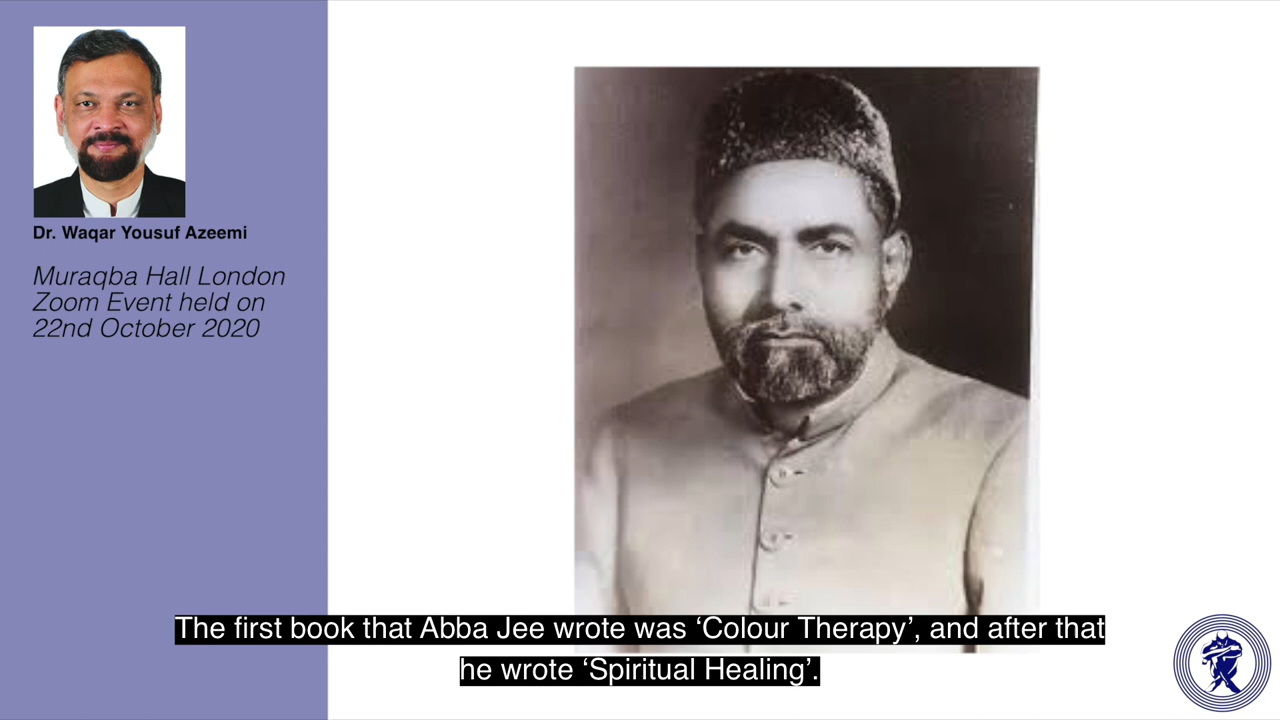 Dr. Waqar Yousuf Azeemi
Muraqba Hall London
Zoom Event held on
22nd October 2020
The first book that Abba Jee wrote was ‘Colour Therapy’, and after that
he wrote ‘Spiritual Healing’.